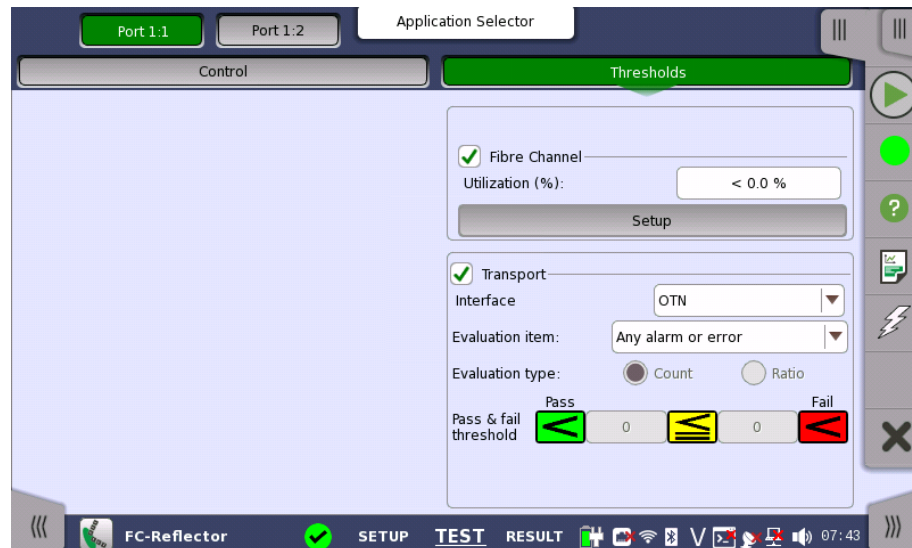 Application Selector
Port 1:1 Port 1:2
Control Thresholds
Fibre Channel
Utilization (%): < 0.0 %
Setup
Transport
Interface OTN
Evaluation item: Any alarm or error
Evaluation type: Count Ratio
Pass Fail
Pass & fail
threshold < 0 ≦ 0 <
FC-Reflector SETUP TEST RESULT 07:43